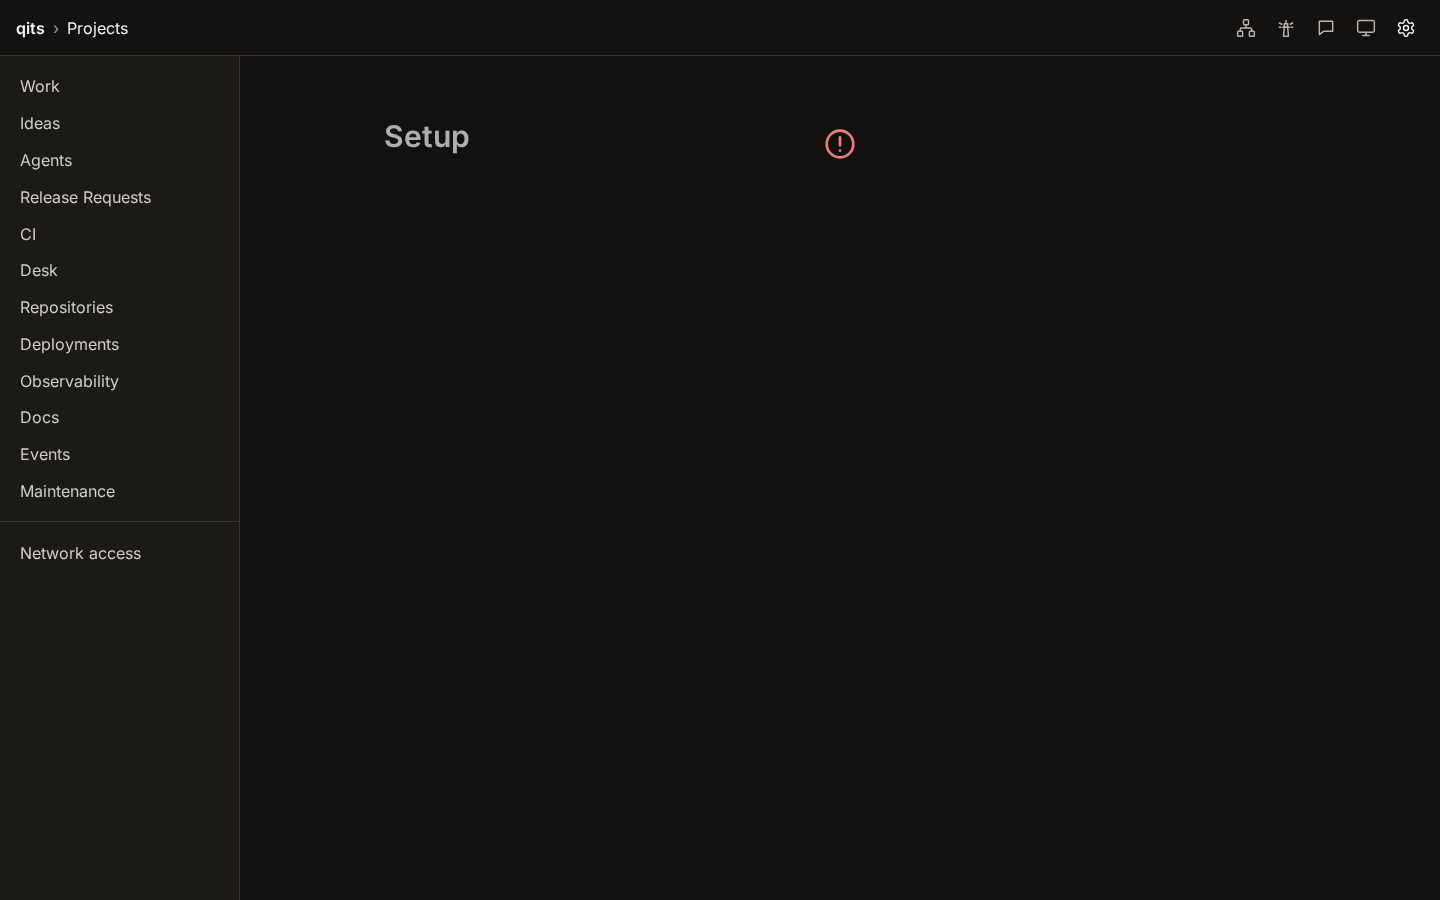 qits › Projects
Work
Ideas
Agents
Release Requests
CI
Desk
Repositories
Deployments
Observability
Docs
Events
Maintenance
Network access
Setup